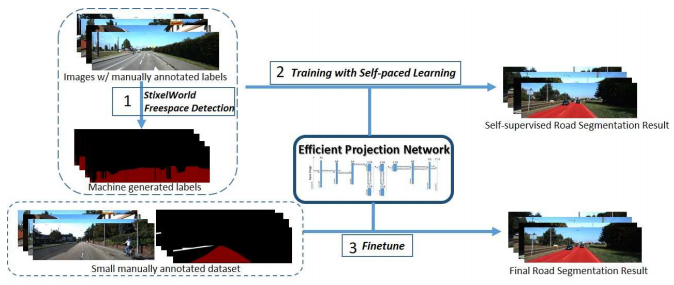 Images w/ manually annotated labels
1 StixelWorld
Freespace Detection
Machine generated labels
2 Training with Self-paced Learning
Self-supervised Road Segmentation Result
Efficient Projection Network
Small manually annotated dataset
3 Finetune
Final Road Segmentation Result